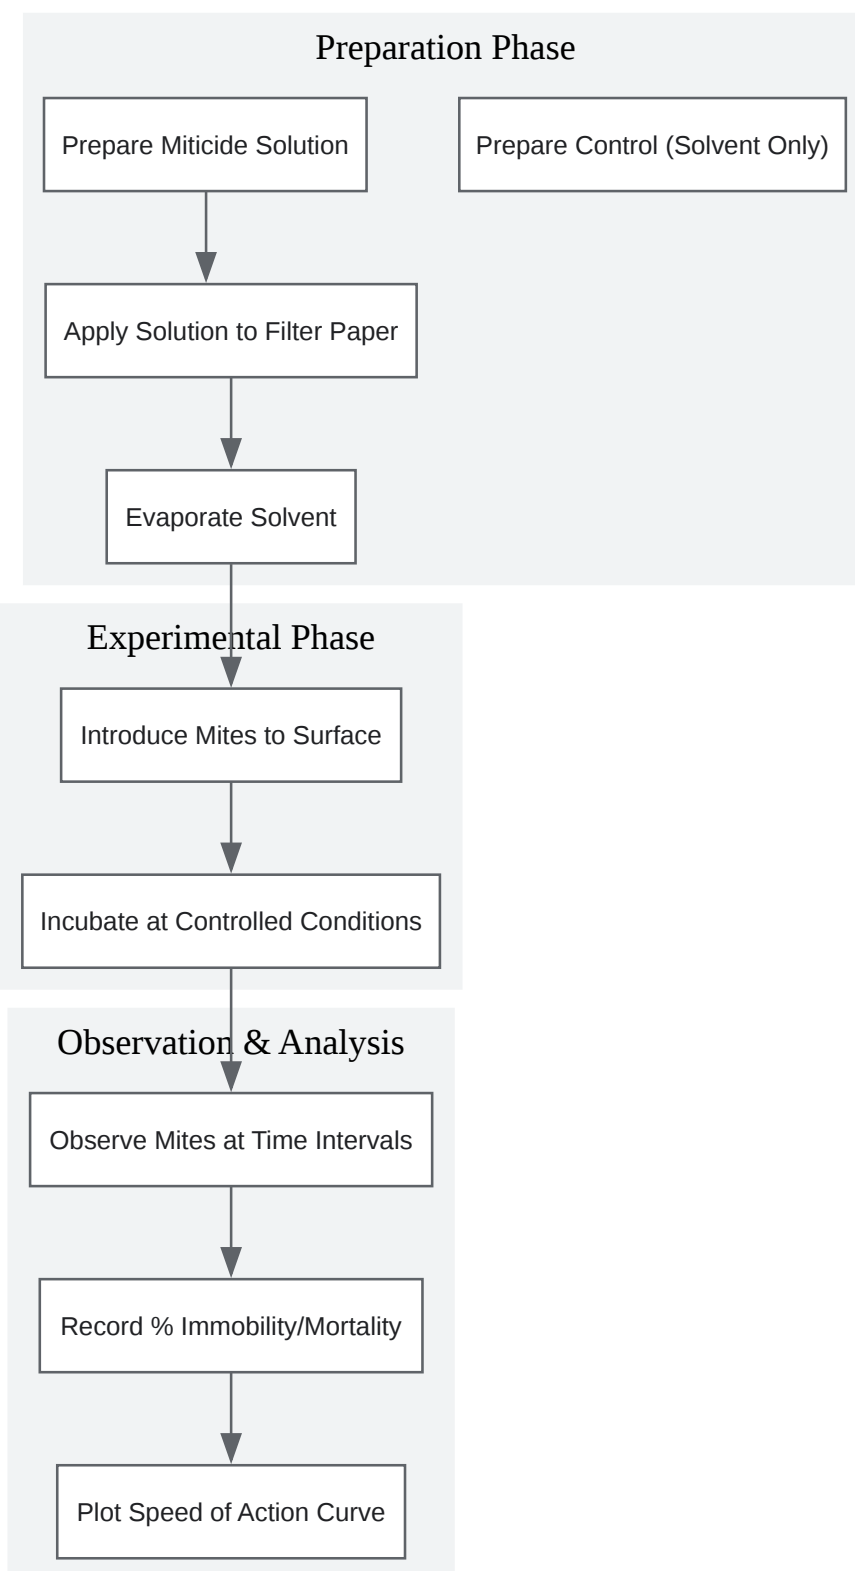 Preparation Phase
Prepare Miticide Solution
Prepare Control (Solvent Only)
Apply Solution to Filter Paper
Evaporate Solvent
Experimental Phase
Introduce Mites to Surface
Incubate at Controlled Conditions
Observation & Analysis
Observe Mites at Time Intervals
Record % Immobility/Mortality
Plot Speed of Action Curve